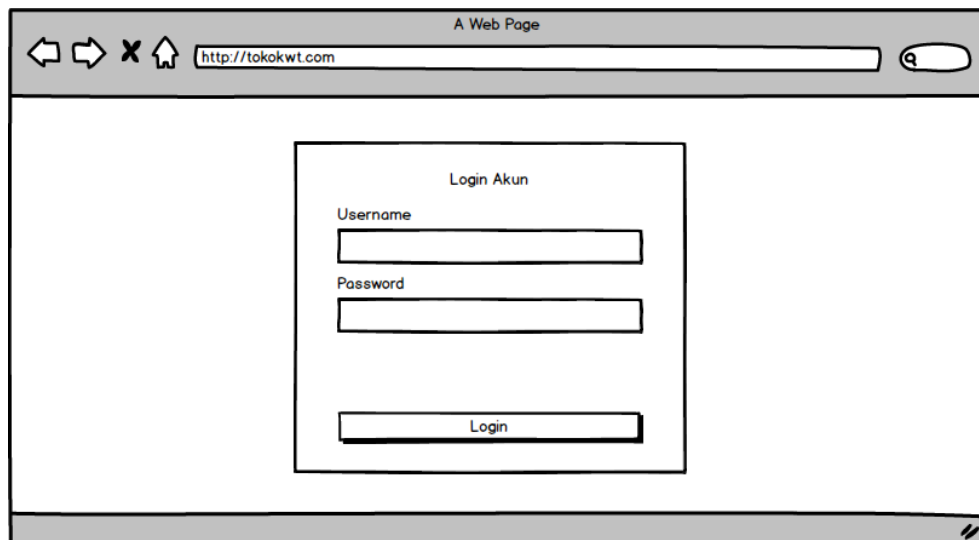 A Web Page
http://tokokwt.com
Login Akun
Username
Password
Login